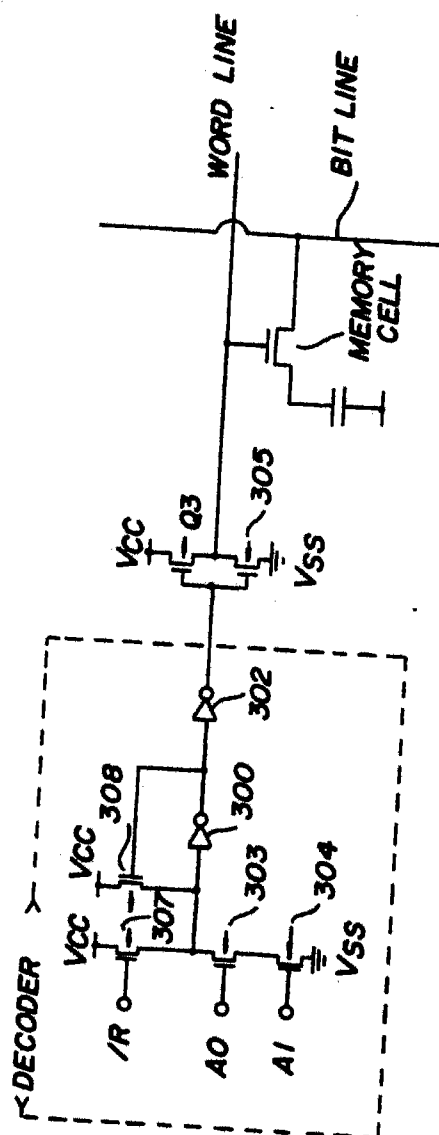 WORD LINE
BIT LINE
MEMORY
CELL
VCC
Q3
305
VSS
DECODER
VCC
308
VCC
307
300
302
/R
A0
303
A1
304
VSS